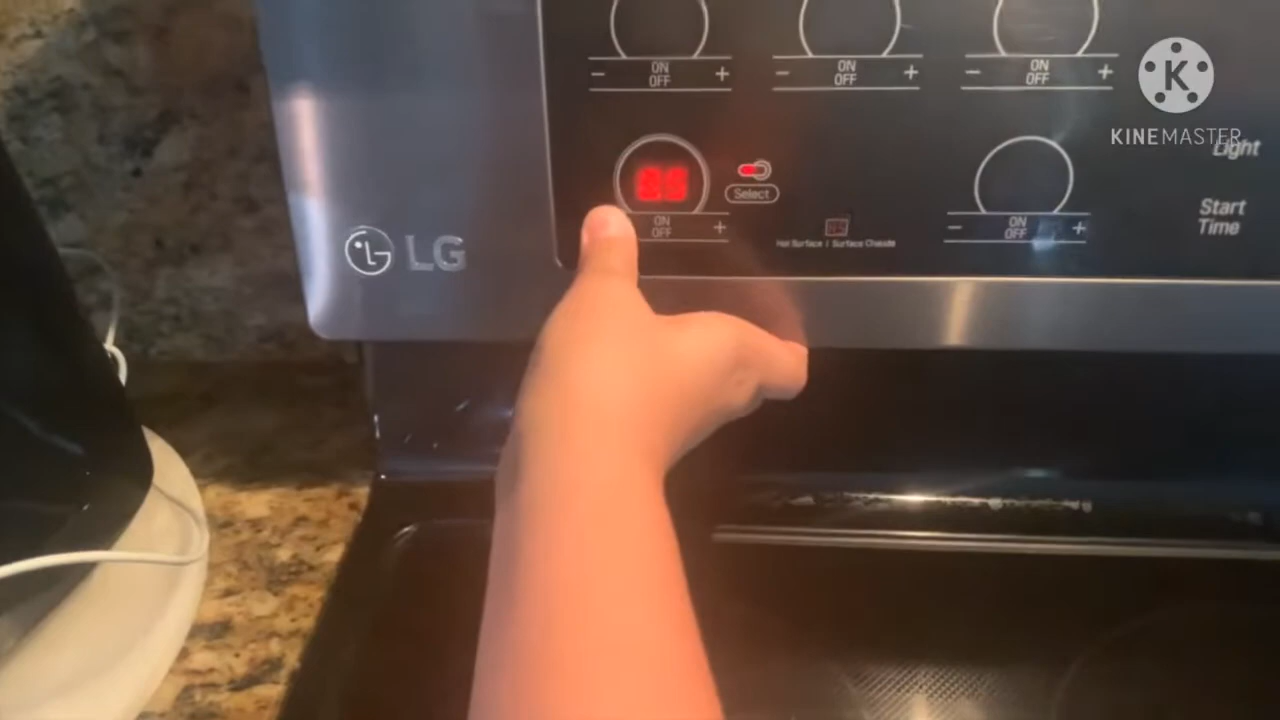 ON ON ON
- OFF + - OFF + - OFF +
K
KINEMASTER
Light
Select
Start
Time
ON ON
OFF + - OFF +
Hot Surface / Surface Chaude
LG